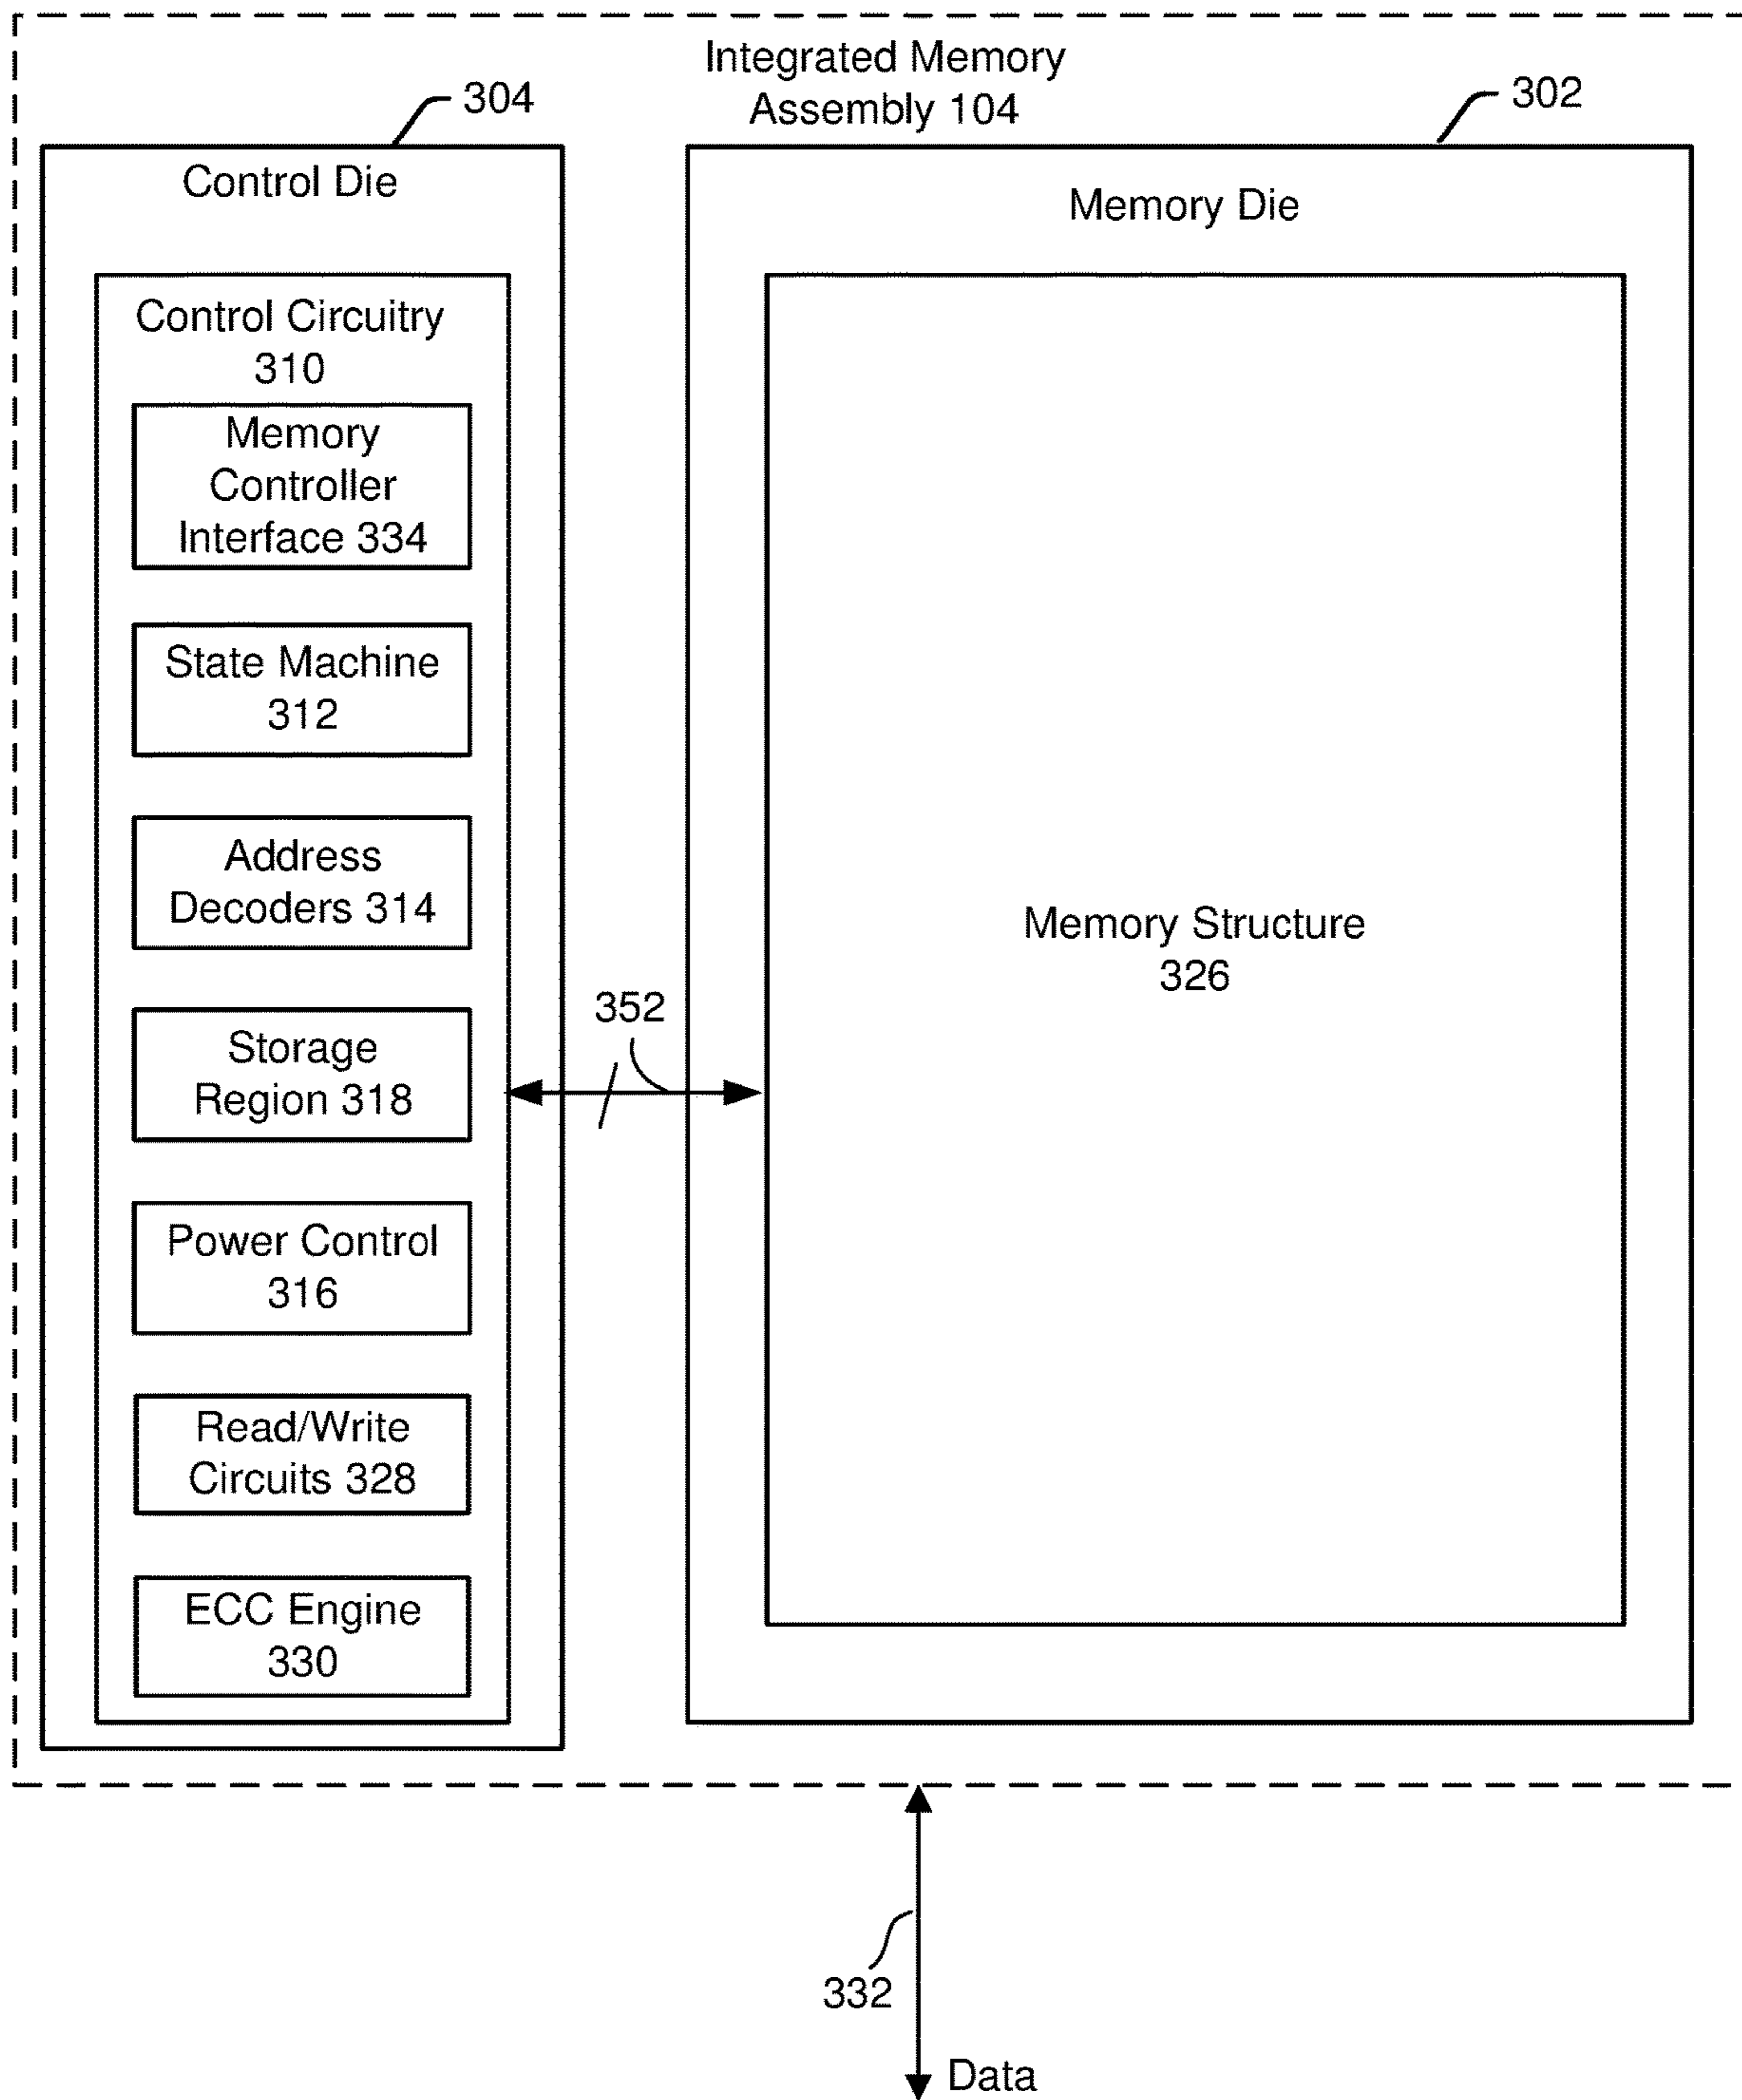 Integrated Memory
Assembly 104
304
302
Control Die
Memory Die
Control Circuitry
310
Memory
Controller
Interface 334
State Machine
312
Address
Decoders 314
Storage
Region 318
Power Control
316
Read/Write
Circuits 328
ECC Engine
330
352
Memory Structure
326
332
Data